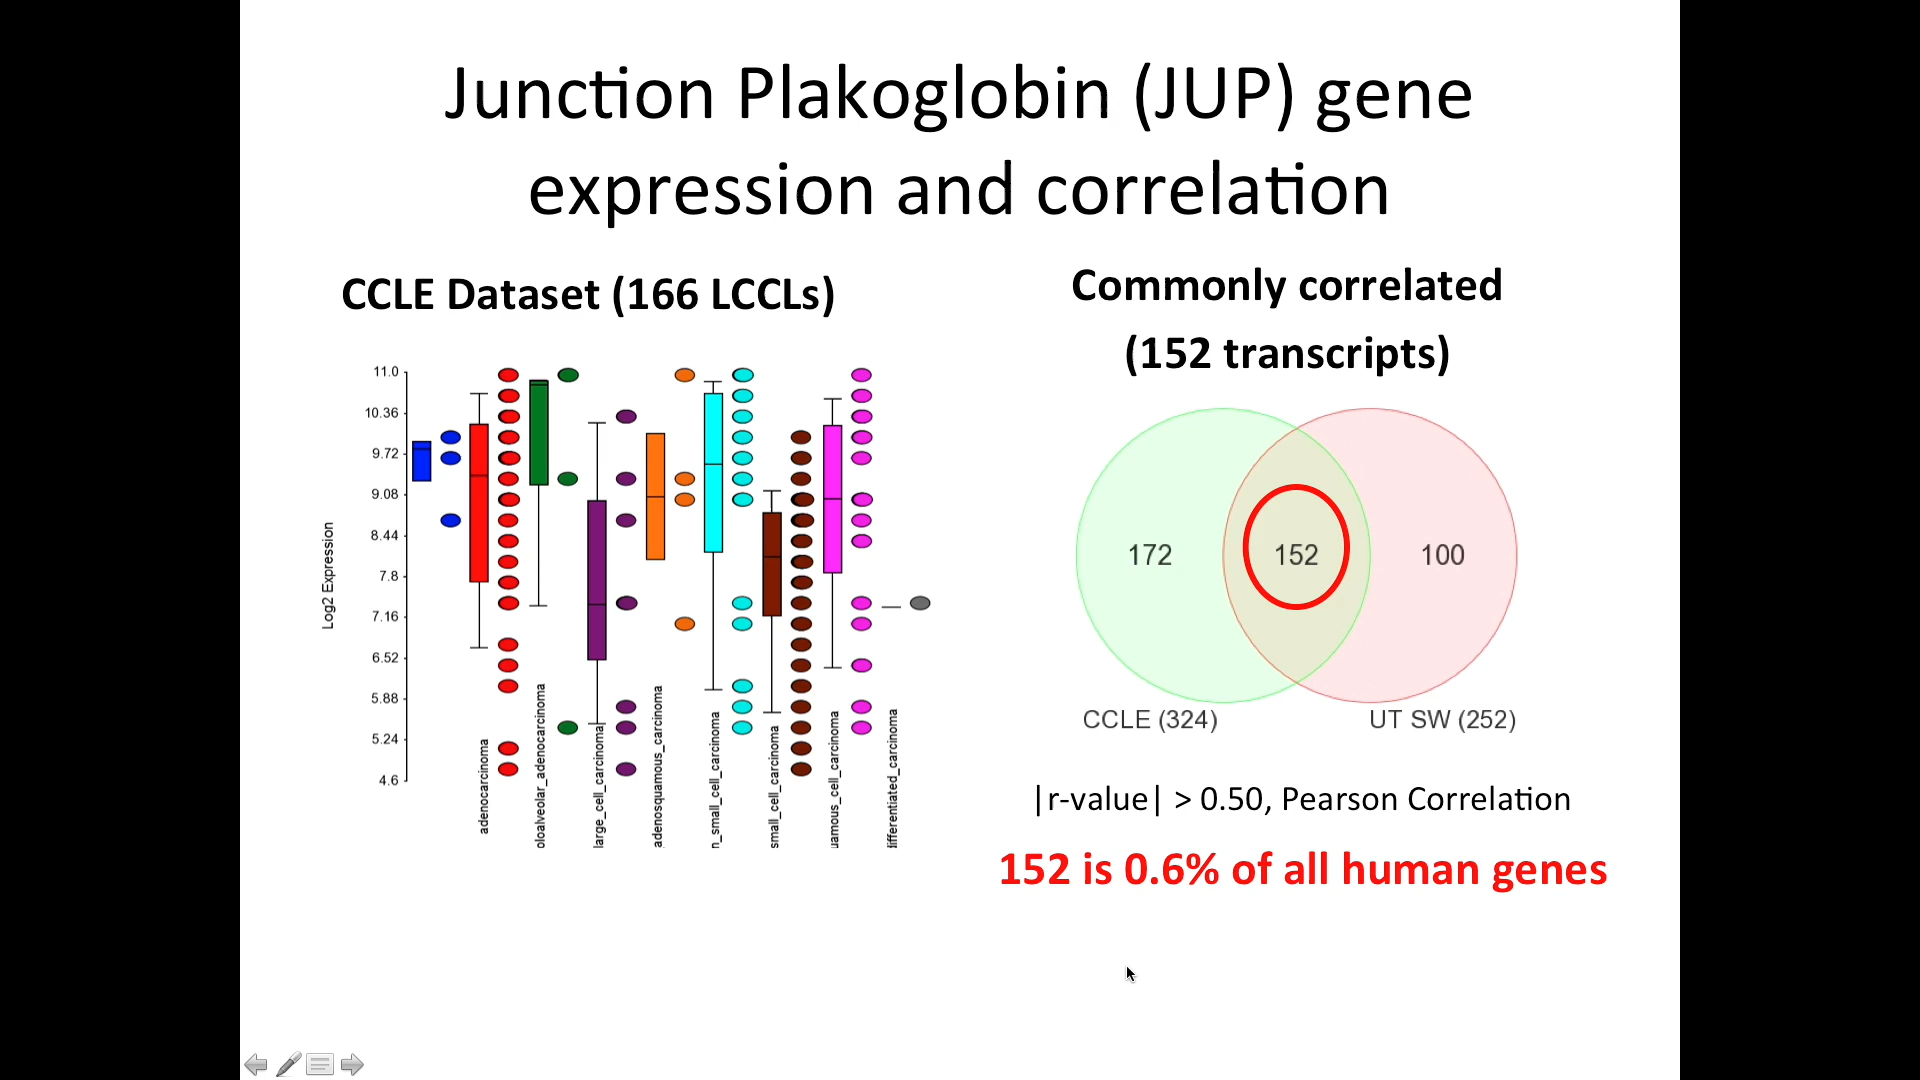 Junction Plakoglobin (JUP) gene
expression and correlation
CCLE Dataset (166 LCCLs)
11.0
10.36
9.72
9.08
8.44
7.8
7.16
6.52
5.88
5.24
4.6
Log2 Expression
adenocarcinoma
oloalveolar_adenocarcinoma
large_cell_carcinoma
adenosquamous_carcinoma
n_small_cell_carcinoma
small_cell_carcinoma
uamous_cell_carcinoma
ifferentiated_carcinoma
Commonly correlated
(152 transcripts)
172
152
100
CCLE (324)
UT SW (252)
|r-value| > 0.50, Pearson Correlation
152 is 0.6% of all human genes